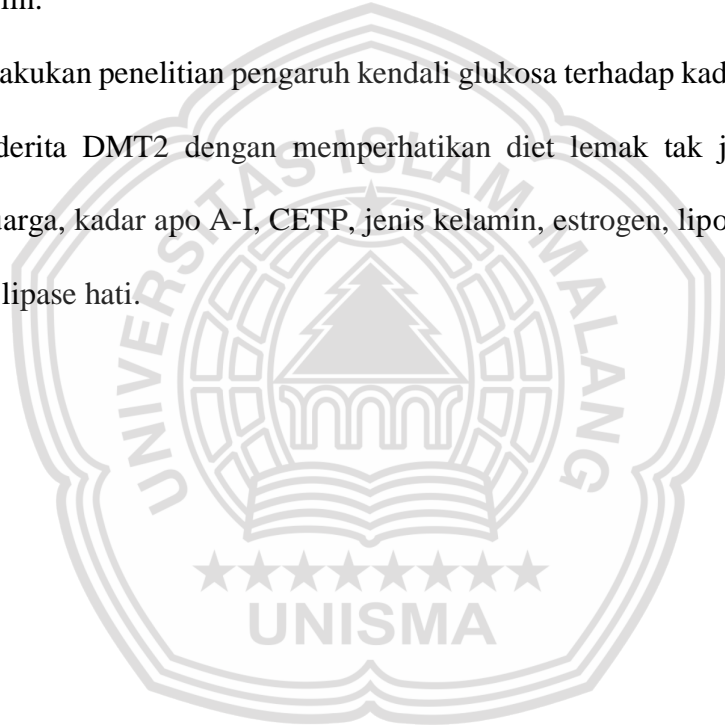 akukan penelitian pengaruh kendali glukosa terhadap kad
derita DMT2 dengan memperhatikan diet lemak tak j
uarga, kadar apo A-I, CETP, jenis kelamin, estrogen, lipo
lipase hati.
UNIVERSITAS ISLAM MALANG
UNISMA